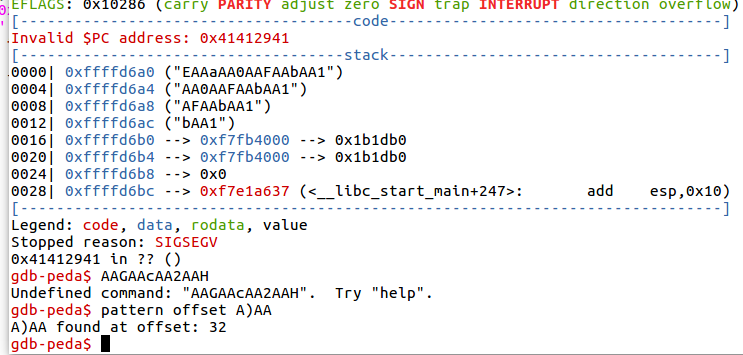 EFLAGS: 0x10286 (carry PARITY adjust zero SIGN trap INTERRUPT direction overflow)
[-------------------------------------code-------------------------------------]
Invalid $PC address: 0x41412941
[------------------------------------stack-------------------------------------]
0000| 0xffffd6a0 ("EAAaAA0AAFAAbAA1")
0004| 0xffffd6a4 ("AA0AAFAAbAA1")
0008| 0xffffd6a8 ("AFAAbAA1")
0012| 0xffffd6ac ("bAA1")
0016| 0xffffd6b0 --> 0xf7fb4000 --> 0x1b1db0
0020| 0xffffd6b4 --> 0xf7fb4000 --> 0x1b1db0
0024| 0xffffd6b8 --> 0x0
0028| 0xffffd6bc --> 0xf7e1a637 (<__libc_start_main+247>: add esp,0x10)
[------------------------------------------------------------------------------]
Legend: code, data, rodata, value
Stopped reason: SIGSEGV
0x41412941 in ?? ()
gdb-peda$ AAGAAcAA2AAH
Undefined command: "AAGAAcAA2AAH".  Try "help".
gdb-peda$ pattern offset A)AA
A)AA found at offset: 32
gdb-peda$